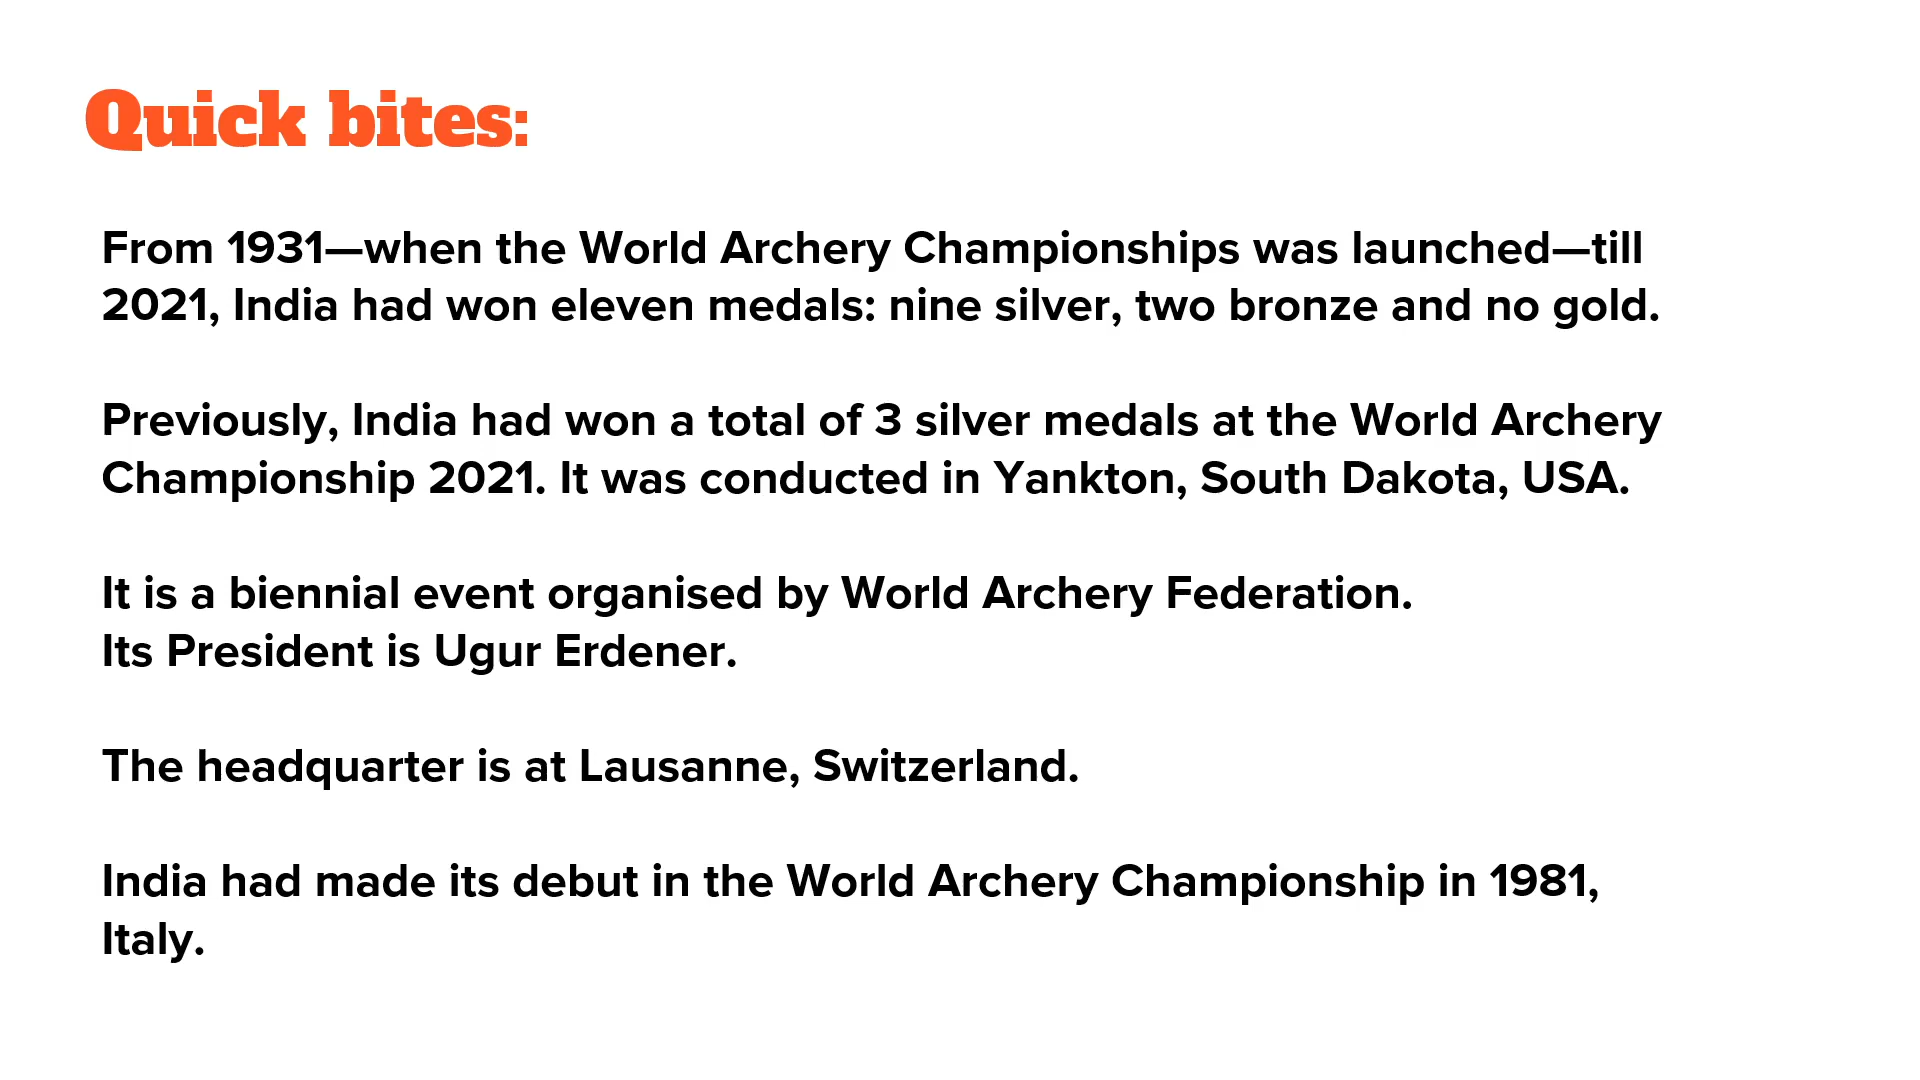 Quick bites:
From 1931—when the World Archery Championships was launched—till
2021, India had won eleven medals: nine silver, two bronze and no gold.
Previously, India had won a total of 3 silver medals at the World Archery
Championship 2021. It was conducted in Yankton, South Dakota, USA.
It is a biennial event organised by World Archery Federation.
Its President is Ugur Erdener.
The headquarter is at Lausanne, Switzerland.
India had made its debut in the World Archery Championship in 1981,
Italy.